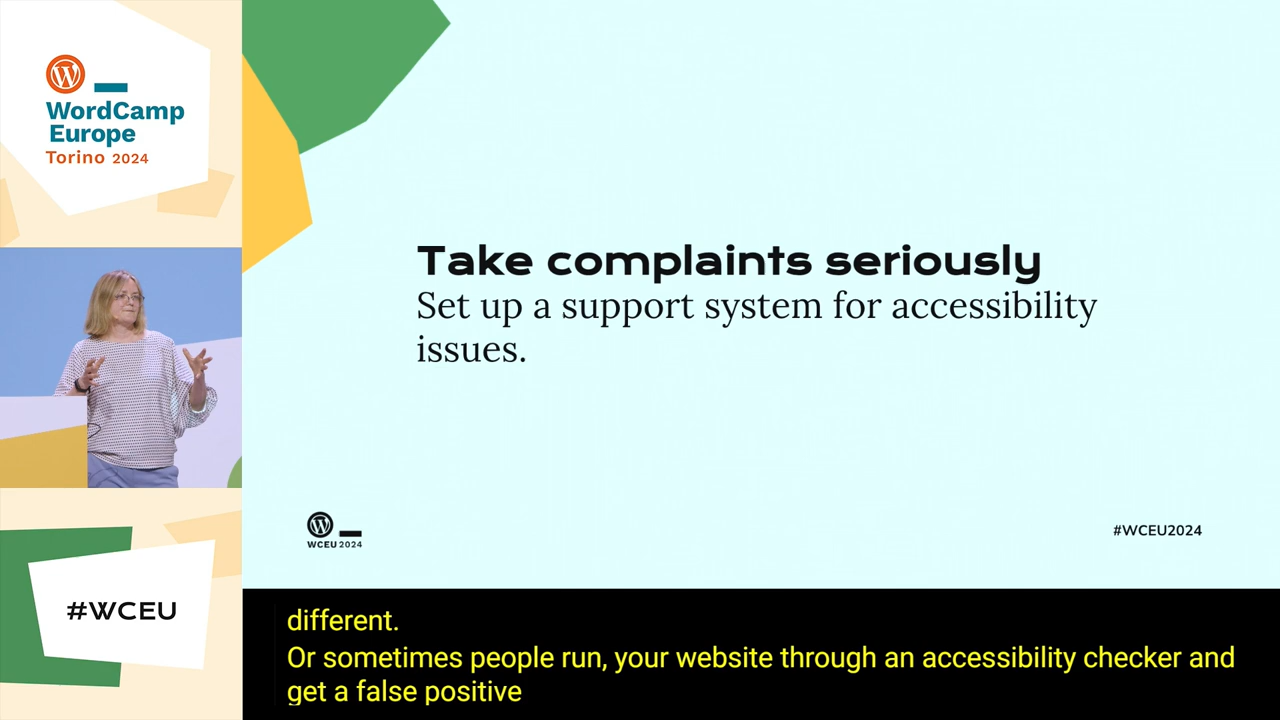 WordCamp
Europe
Torino 2024
#WCEU
Take complaints seriously
Set up a support system for accessibility
issues.
WCEU 2024
#WCEU2024
different.
Or sometimes people run, your website through an accessibility checker and
get a false positive